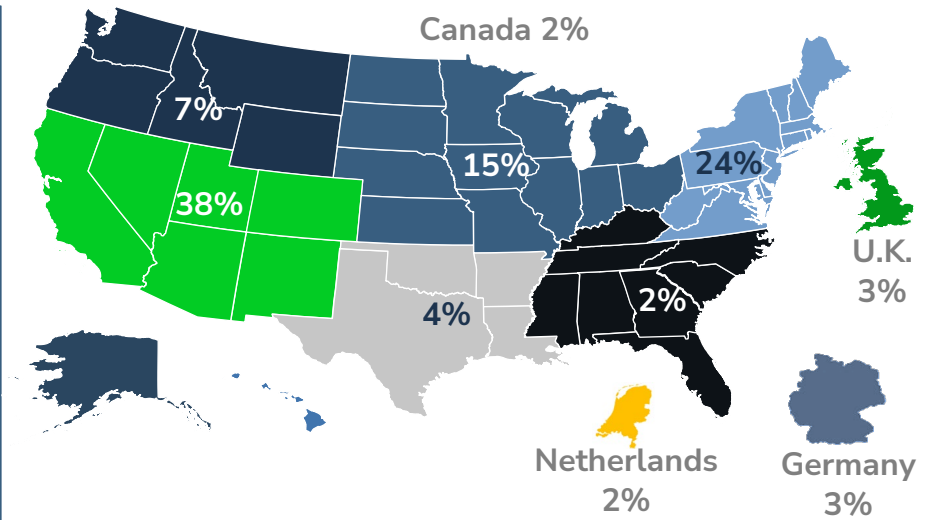 Canada 2%
7%
15%
24%
38%
U.K.
3%
2%
4%
Netherlands
2%
Germany
3%